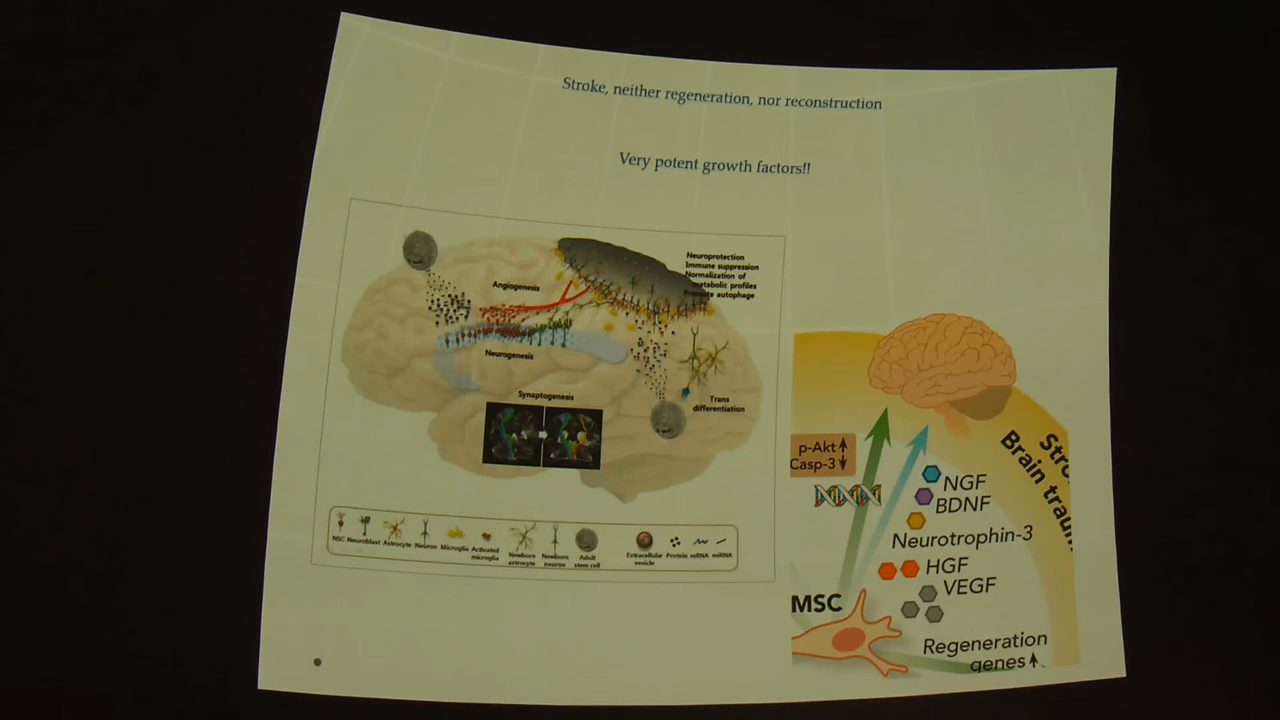 Stroke, neither regeneration, nor reconstruction
Very potent growth factors!!
Neuroprotection
Immune suppression
Normalization of
metabolic profiles
Promote autophage
Angiogenesis
Neurogenesis
Synaptogenesis
Trans
differentiation
NSC
Neuroblast
Astrocyte
Neuron
Microglia
Activated
microglia
Newborn
astrocyte
Newborn
neuron
Adult
stem cell
Extracellular
vesicle
Protein
mRNA
miRNA
p-Akt
Casp-3
Brain
NGF
BDNF
Neurotrophin-3
HGF
VEGF
MSC
Regeneration
genes